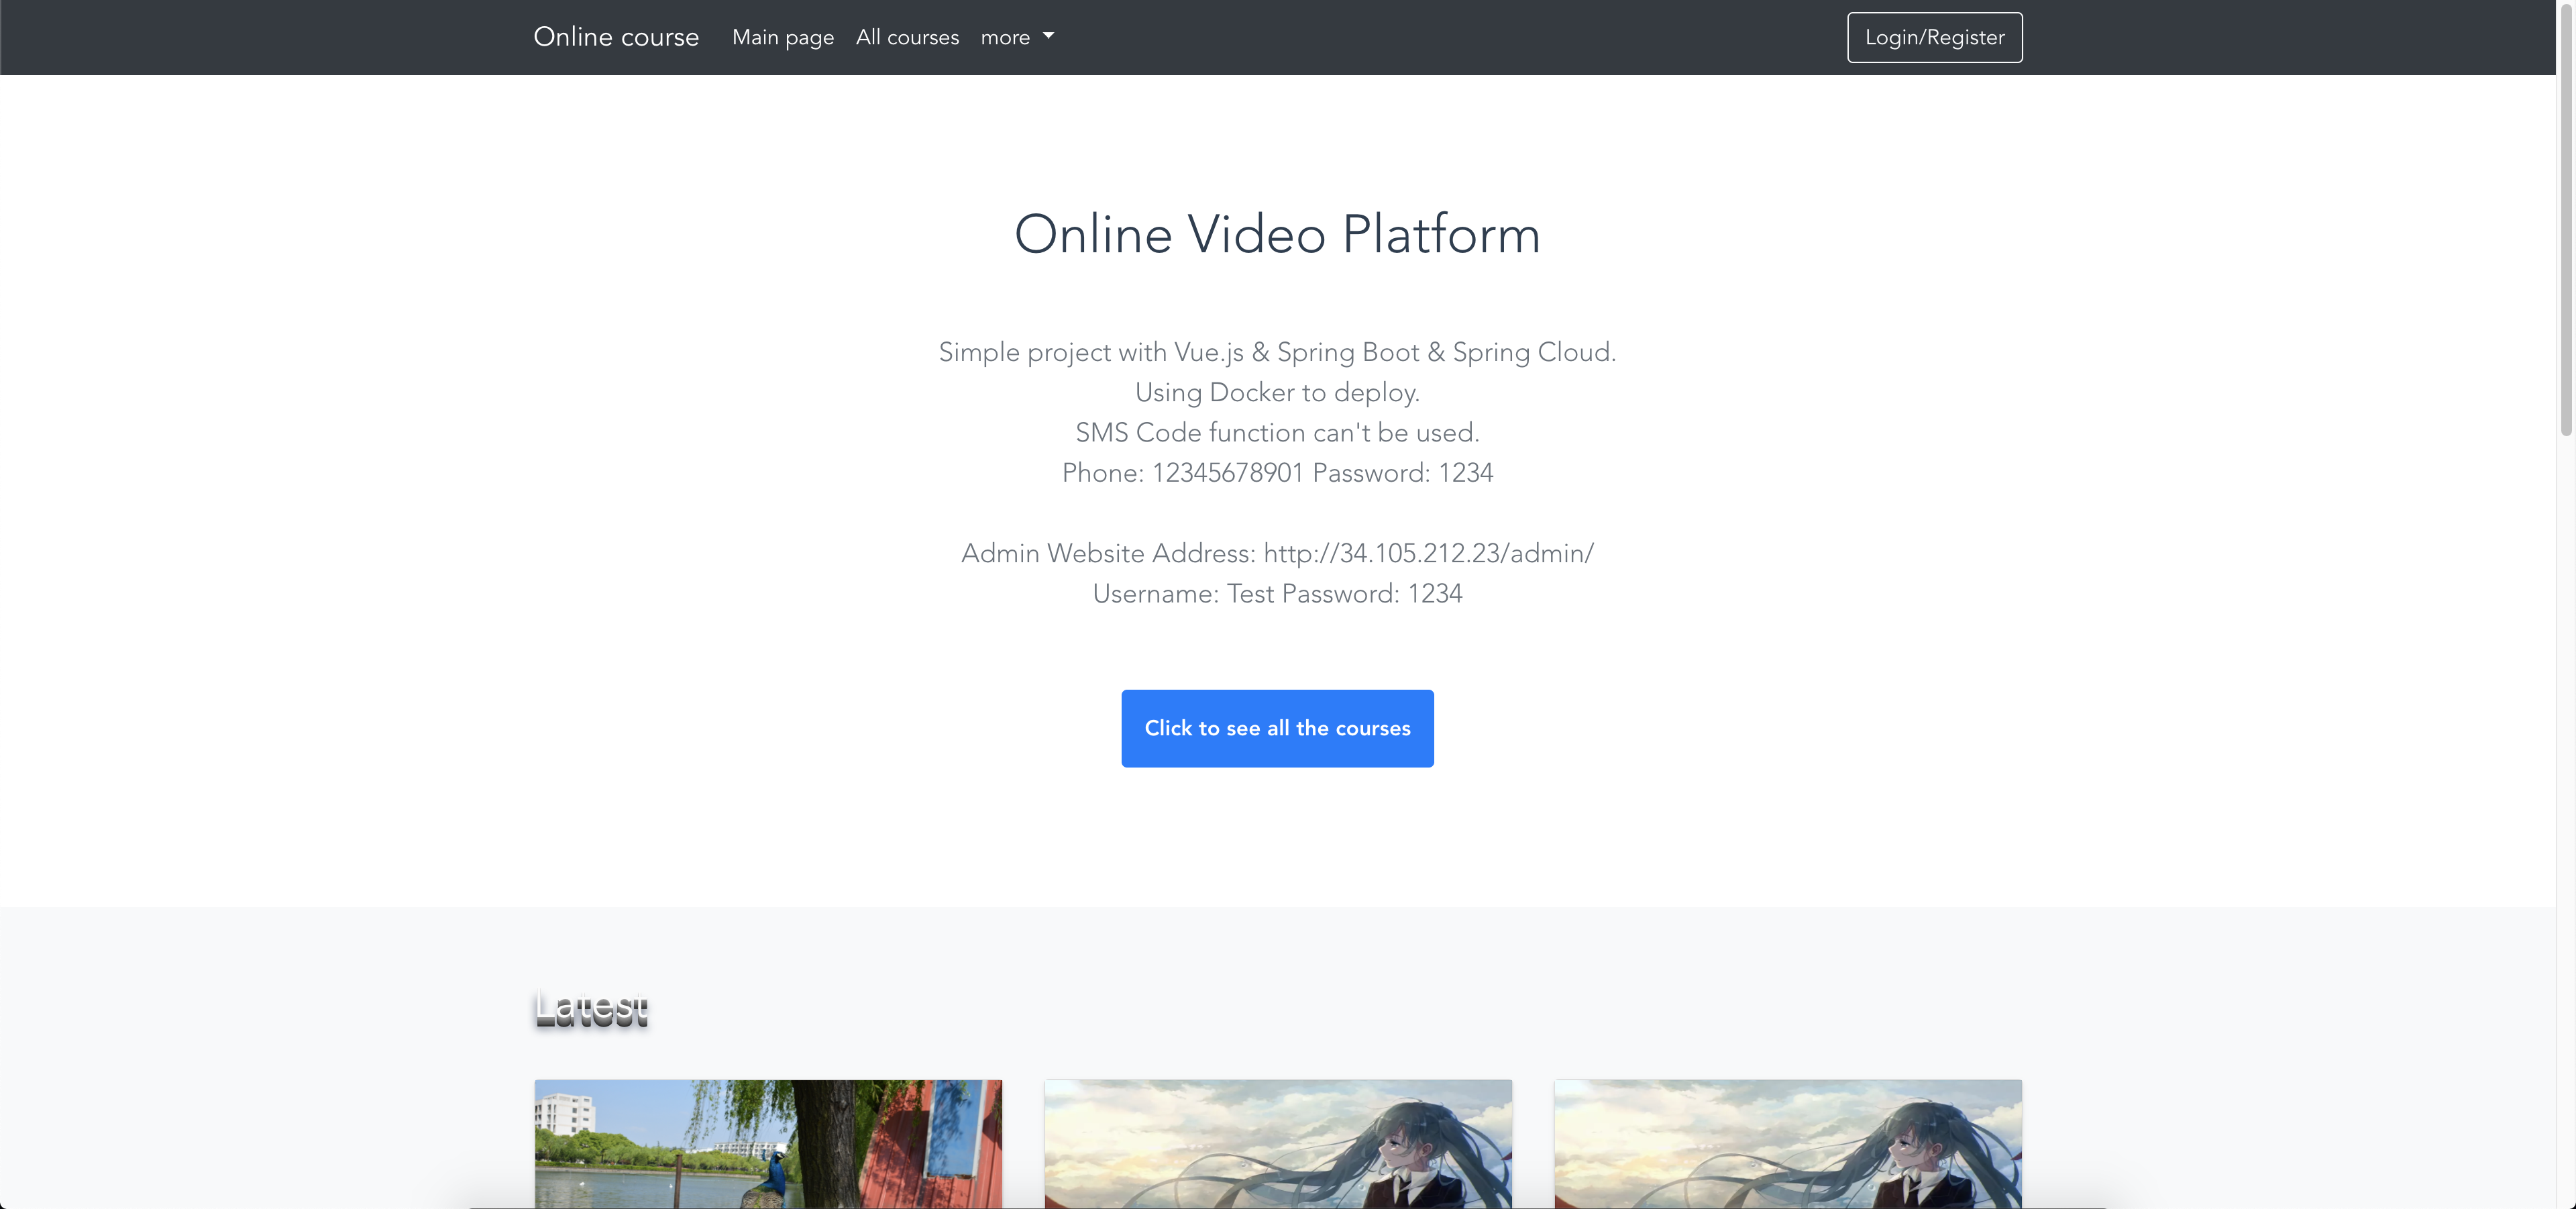 Online course Main page All courses more Login/Register
Online Video Platform
Simple project with Vue.js & Spring Boot & Spring Cloud.
Using Docker to deploy.
SMS Code function can't be used.
Phone: 12345678901 Password: 1234
Admin Website Address: http://34.105.212.23/admin/
Username: Test Password: 1234
Click to see all the courses
Latest